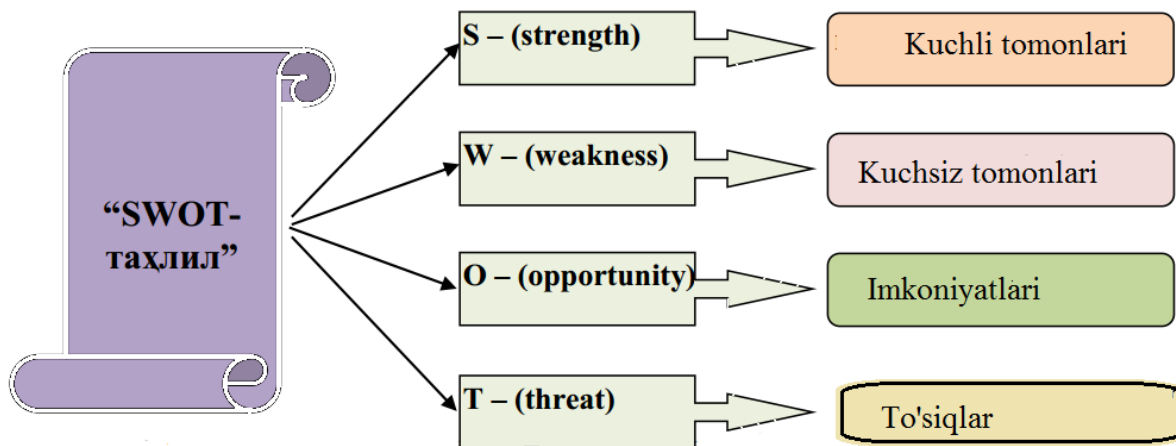 “SWOT-
таҳлил”
S – (strength)
Kuchli tomonlari
W – (weakness)
Kuchsiz tomonlari
O – (opportunity)
Imkoniyatlari
T – (threat)
To'siqlar